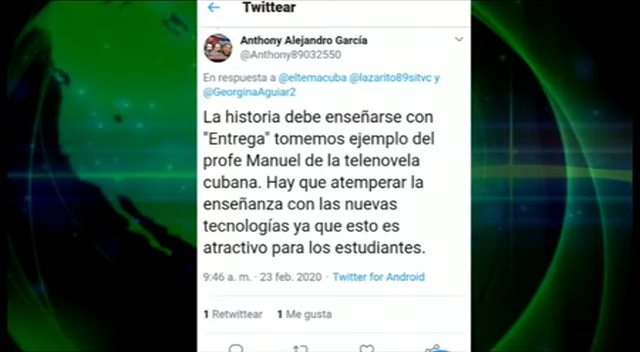 Twittear
Anthony Alejandro García
@Anthony89032550
En respuesta a @eltemacuba @lazarito89sitvc y
@GeorginaAguiar2
La historia debe enseñarse con
"Entrega" tomemos ejemplo del
profe Manuel de la telenovela
cubana. Hay que atemperar la
enseñanza con las nuevas
tecnologías ya que esto es
atractivo para los estudiantes.
9:46 a. m. · 23 feb. 2020 · Twitter for Android
1 Retwittear 1 Me gusta